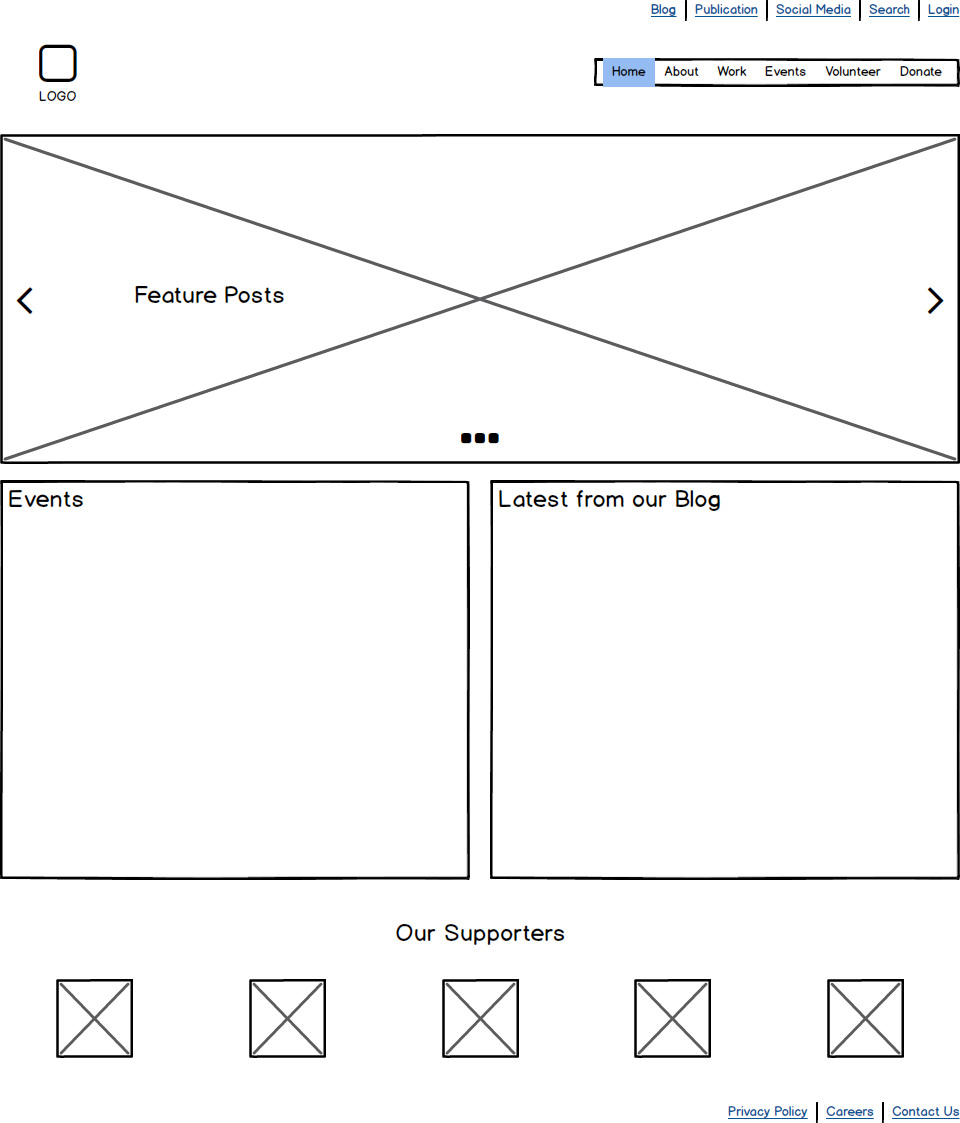 Blog Publication Social Media Search Login
LOGO
Home About Work Events Volunteer Donate
Feature Posts
Events
Latest from our Blog
Our Supporters
Privacy Policy Careers Contact Us